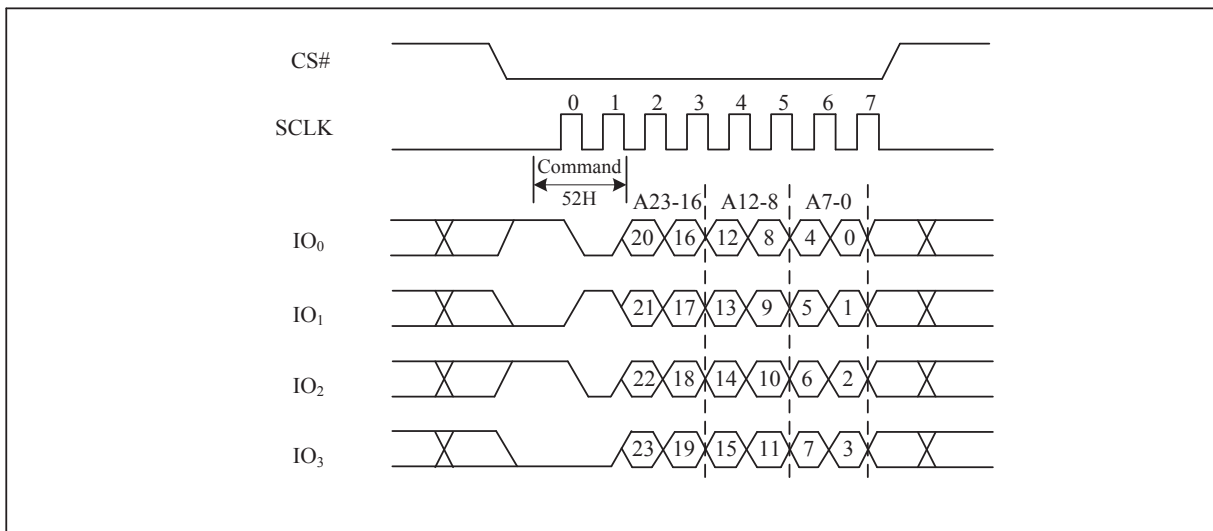 CS#
0 1 2 3 4 5 6 7
SCLK
Command
52H
A23-16 A12-8 A7-0
IO0 20 16 12 8 4 0
IO1 21 17 13 9 5 1
IO2 22 18 14 10 6 2
IO3 23 19 15 11 7 3